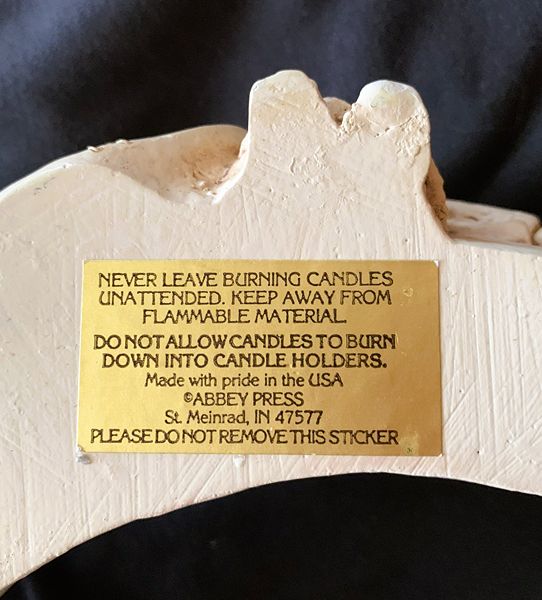 NEVER LEAVE BURNING CANDLES
UNATTENDED. KEEP AWAY FROM
FLAMMABLE MATERIAL.
DO NOT ALLOW CANDLES TO BURN
DOWN INTO CANDLE HOLDERS.
Made with pride in the USA
©ABBEY PRESS
St. Meinrad, IN 47577
PLEASE DO NOT REMOVE THIS STICKER